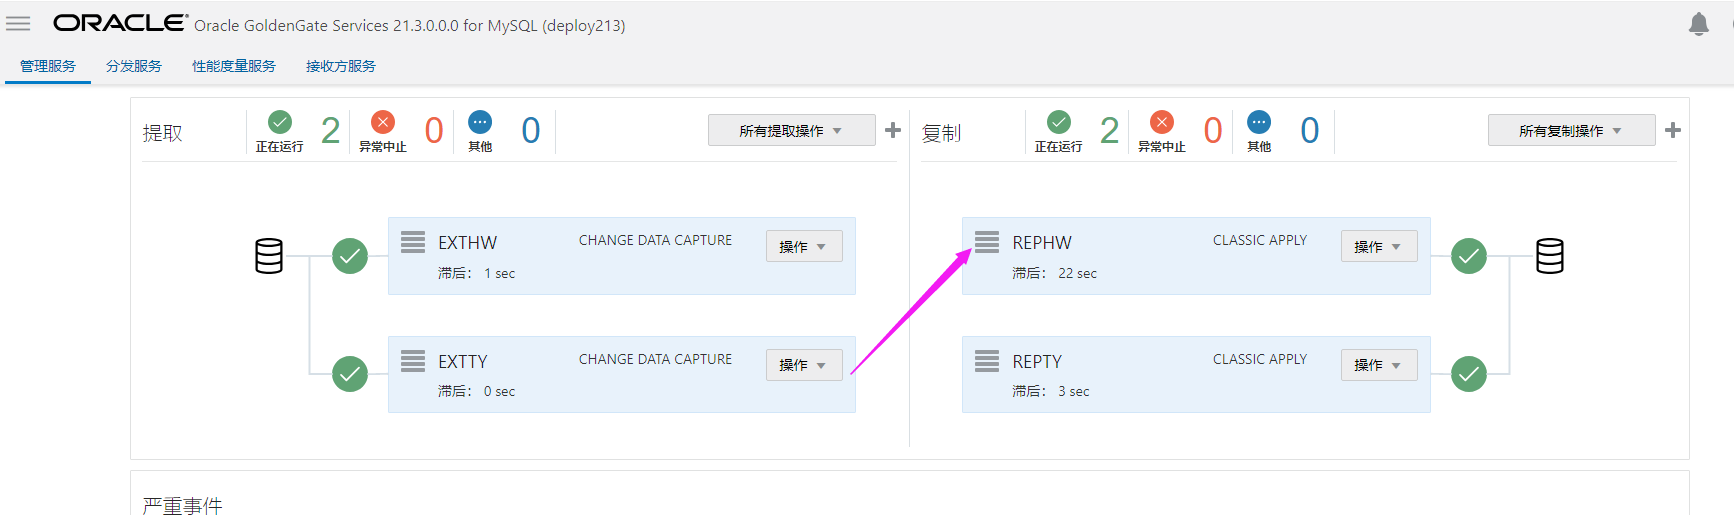 ORACLE Oracle GoldenGate Services 21.3.0.0.0 for MySQL (deploy213)
管理服务 分发服务 性能度量服务 接收方服务
提取 正在运行 2 异常中止 0 其他 0 所有提取操作
复制 正在运行 2 异常中止 0 其他 0 所有复制操作
EXTHW CHANGE DATA CAPTURE 操作
滞后： 1 sec
REPHW CLASSIC APPLY 操作
滞后： 22 sec
EXTTY CHANGE DATA CAPTURE 操作
滞后： 0 sec
REPTY CLASSIC APPLY 操作
滞后： 3 sec
严重事件